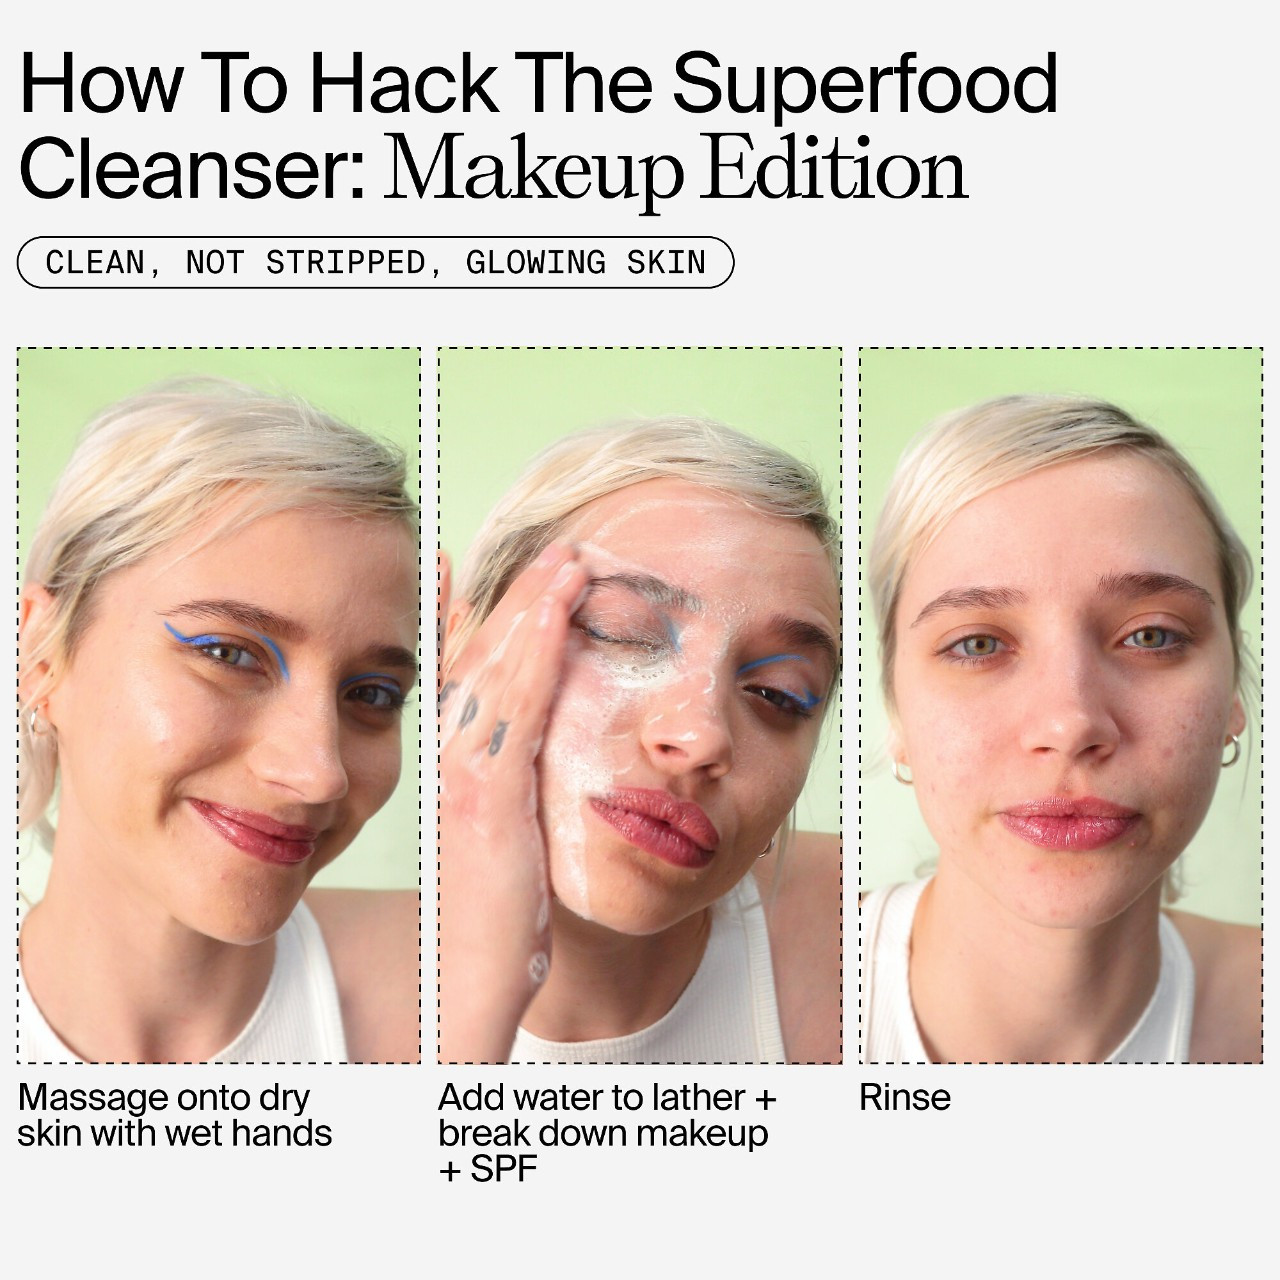 How To Hack The Superfood
Cleanser: Makeup Edition
CLEAN, NOT STRIPPED, GLOWING SKIN
Massage onto dry
skin with wet hands
Add water to lather +
break down makeup
+ SPF
Rinse